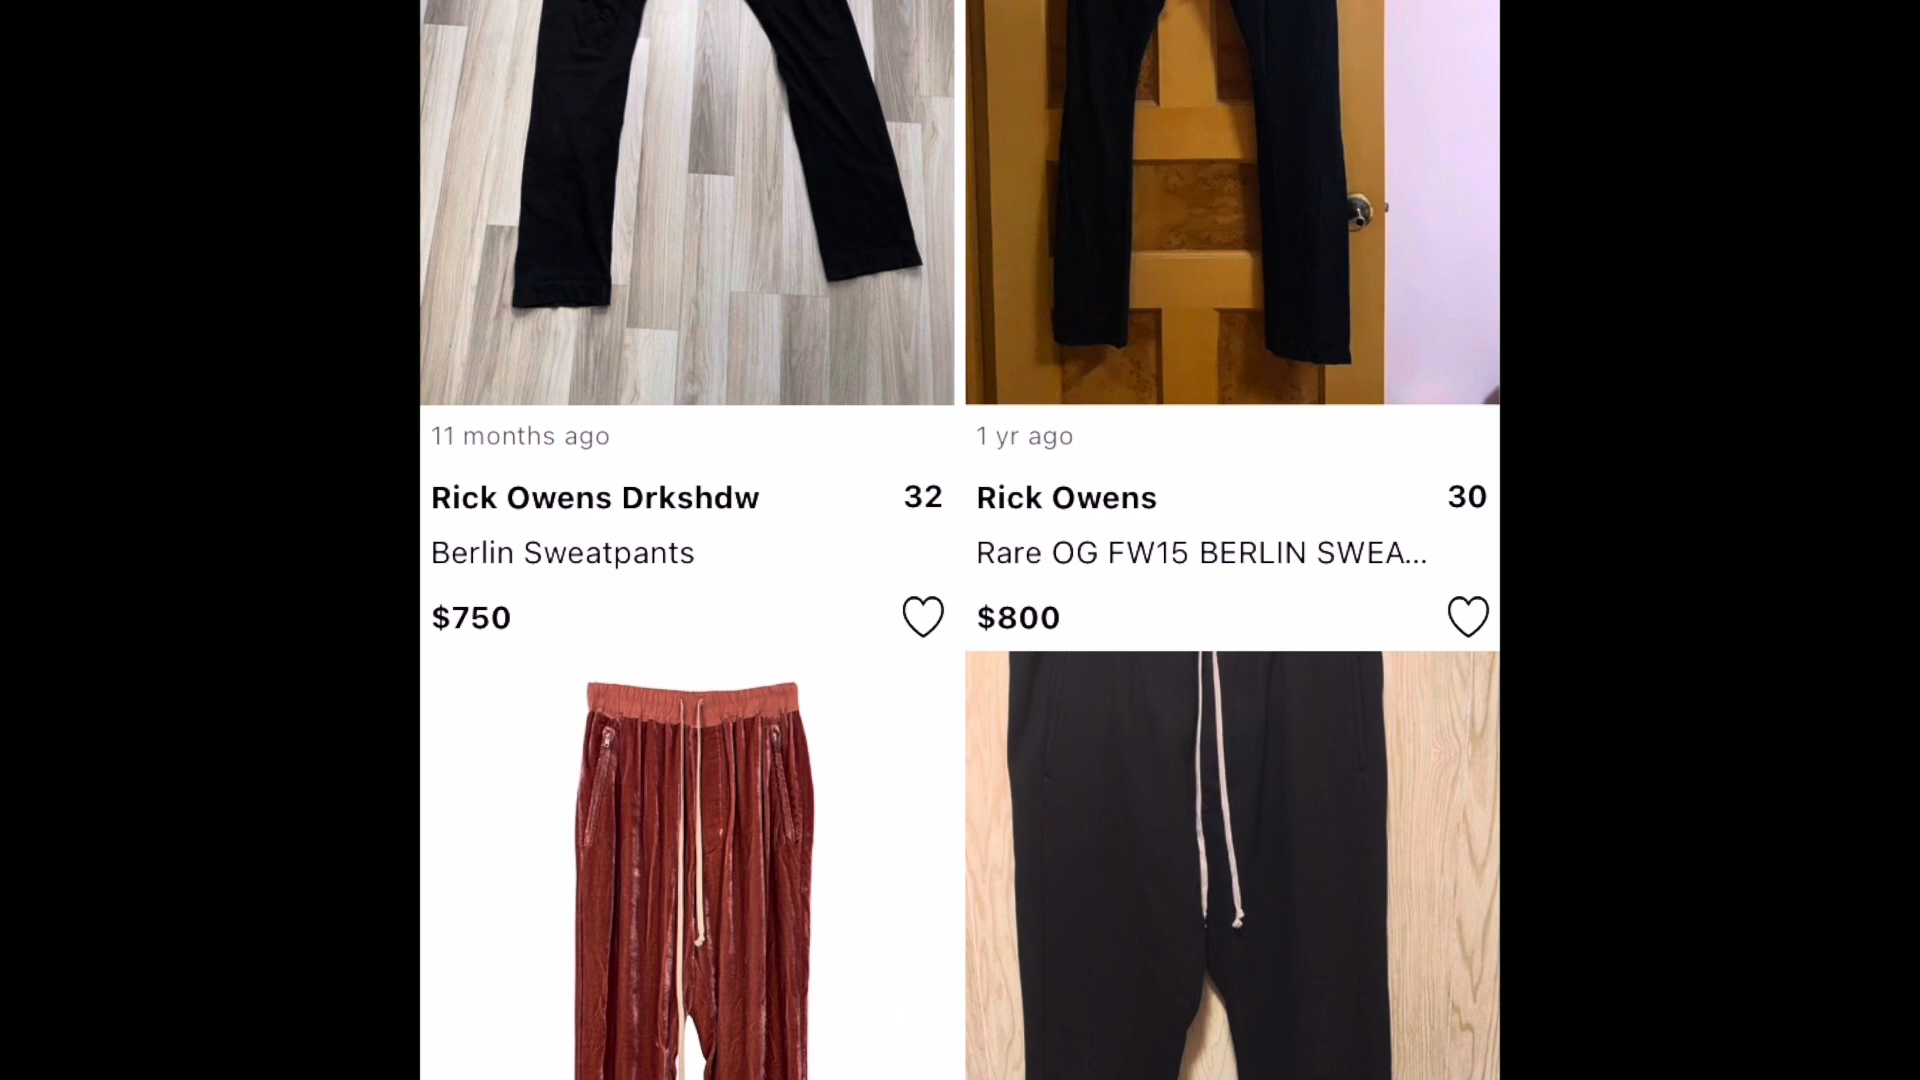 11 months ago
Rick Owens Drkshdw 32
Berlin Sweatpants
$750
1 yr ago
Rick Owens 30
Rare OG FW15 BERLIN SWEA...
$800